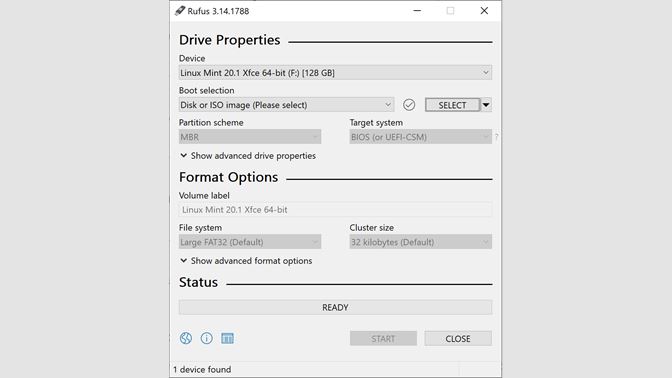 Rufus 3.14.1788
Drive Properties
Device
Linux Mint 20.1 Xfce 64-bit (F:) [128 GB]
Boot selection
Disk or ISO image (Please select)
SELECT
Partition scheme
Target system
MBR
BIOS (or UEFI-CSM)
?
Show advanced drive properties
Format Options
Volume label
Linux Mint 20.1 Xfce 64-bit
File system
Cluster size
Large FAT32 (Default)
32 kilobytes (Default)
Show advanced format options
Status
READY
START
CLOSE
1 device found